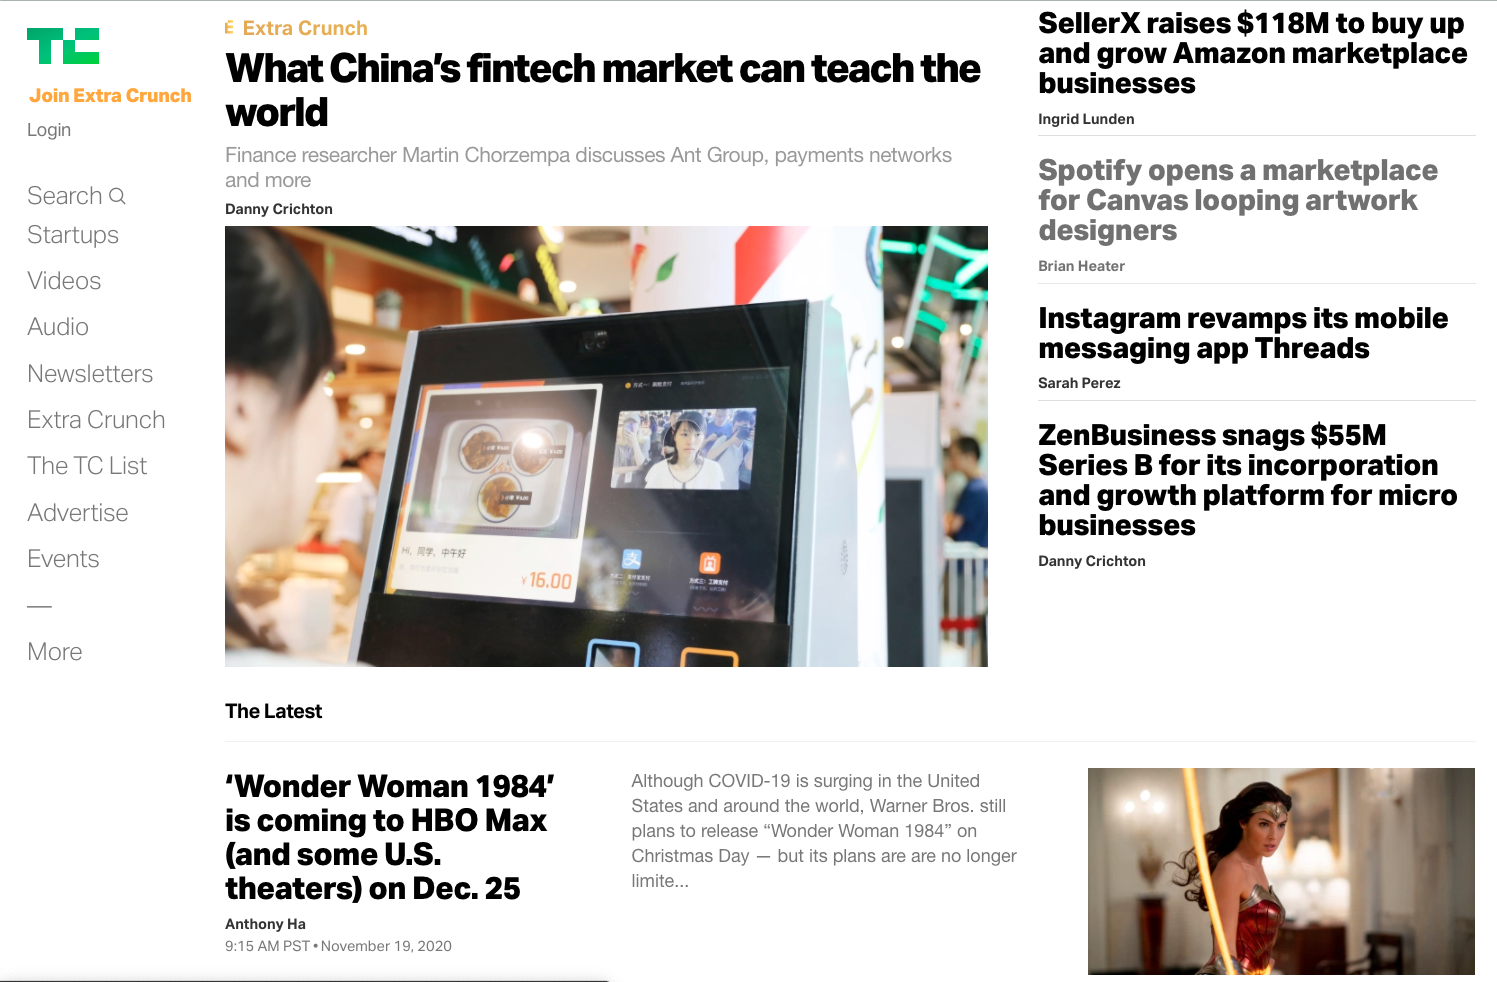 TC
Join Extra Crunch
Login
Search
Startups
Videos
Audio
Newsletters
Extra Crunch
The TC List
Advertise
Events
—
More
Extra Crunch
What China’s fintech market can teach the
world
Finance researcher Martin Chorzempa discusses Ant Group, payments networks
and more
Danny Crichton
Hi, 同学, 中午好
¥16.00
SellerX raises $118M to buy up
and grow Amazon marketplace
businesses
Ingrid Lunden
Spotify opens a marketplace
for Canvas looping artwork
designers
Brian Heater
Instagram revamps its mobile
messaging app Threads
Sarah Perez
ZenBusiness snags $55M
Series B for its incorporation
and growth platform for micro
businesses
Danny Crichton
The Latest
‘Wonder Woman 1984’
is coming to HBO Max
(and some U.S.
theaters) on Dec. 25
Anthony Ha
9:15 AM PST • November 19, 2020
Although COVID-19 is surging in the United
States and around the world, Warner Bros. still
plans to release “Wonder Woman 1984” on
Christmas Day — but its plans are are no longer
limite...